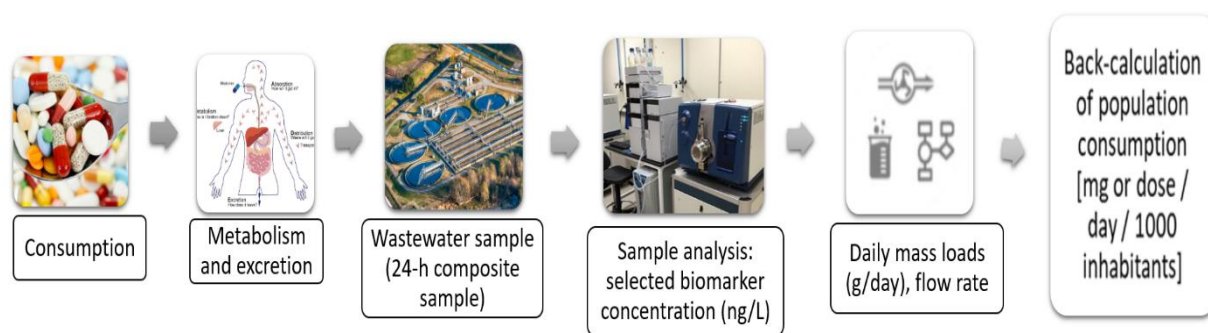 Consumption
Metabolism
and excretion
Wastewater sample
(24-h composite
sample)
Sample analysis:
selected biomarker
concentration (ng/L)
Daily mass loads
(g/day), flow rate
Back-calculation
of population
consumption
[mg or dose /
day / 1000
inhabitants]